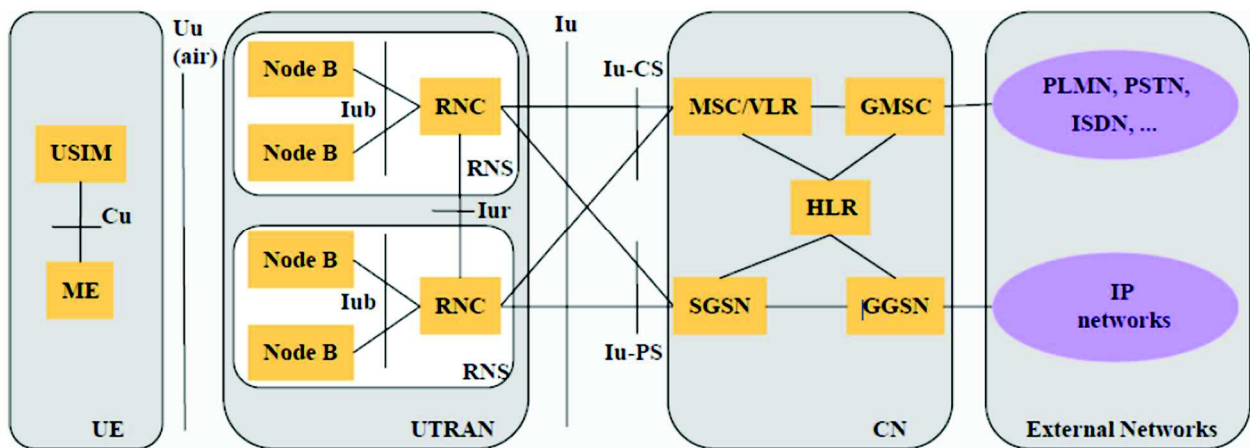 Uu
(air)
Iu
Node B
Node B
Iub
RNC
RNS
Iur
Node B
Node B
Iub
RNC
RNS
USIM
Cu
ME
Iu-CS
Iu-PS
MSC/VLR
GMSC
HLR
SGSN
GGSN
PLMN, PSTN,
ISDN, ...
IP
networks
UE
UTRAN
CN
External Networks